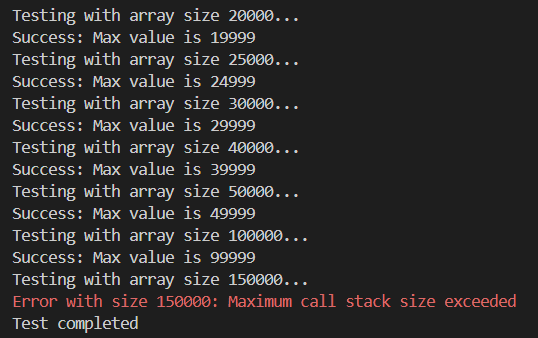 Testing with array size 20000...
Success: Max value is 19999
Testing with array size 25000...
Success: Max value is 24999
Testing with array size 30000...
Success: Max value is 29999
Testing with array size 40000...
Success: Max value is 39999
Testing with array size 50000...
Success: Max value is 49999
Testing with array size 100000...
Success: Max value is 99999
Testing with array size 150000...
Error with size 150000: Maximum call stack size exceeded
Test completed